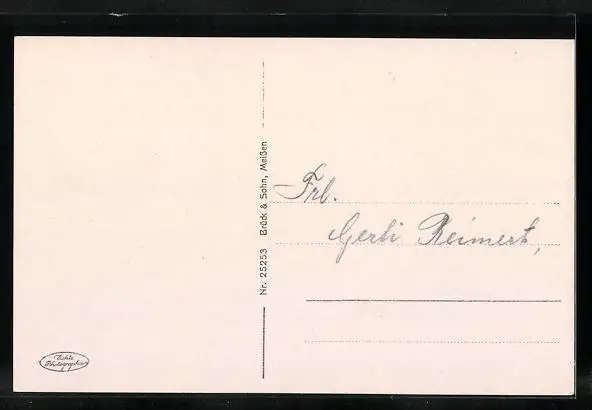 Nr. 25253 Brück & Sohn, Meißen
Frl.
Gerti Reimert,
Echte
Photographie